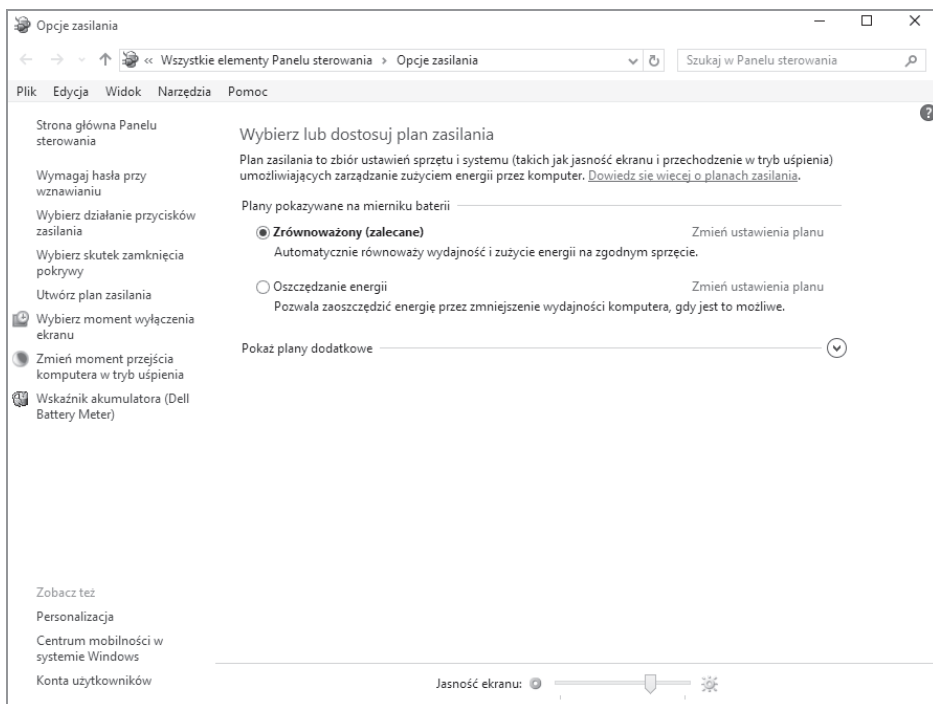 Opcje zasilania
« Wszystkie elementy Panelu sterowania › Opcje zasilania
Szukaj w Panelu sterowania
Plik Edycja Widok Narzędzia Pomoc
?
Strona główna Panelu
sterowania
Wymagaj hasła przy
wznawianiu
Wybierz działanie przycisków
zasilania
Wybierz skutek zamknięcia
pokrywy
Utwórz plan zasilania
Wybierz moment wyłączenia
ekranu
Zmień moment przejścia
komputera w tryb uśpienia
Wskaźnik akumulatora (Dell
Battery Meter)
Wybierz lub dostosuj plan zasilania
Plan zasilania to zbiór ustawień sprzętu i systemu (takich jak jasność ekranu i przechodzenie w tryb uśpienia)
umożliwiających zarządzanie zużyciem energii przez komputer. Dowiedz się więcej o planach zasilania.
Plany pokazywane na mierniku baterii
Zrównoważony (zalecane) Zmień ustawienia planu
Automatycznie równoważy wydajność i zużycie energii na zgodnym sprzęcie.
Oszczędzanie energii Zmień ustawienia planu
Pozwala zaoszczędzić energię przez zmniejszenie wydajności komputera, gdy jest to możliwe.
Pokaż plany dodatkowe
Zobacz też
Personalizacja
Centrum mobilności w
systemie Windows
Konta użytkowników
Jasność ekranu: